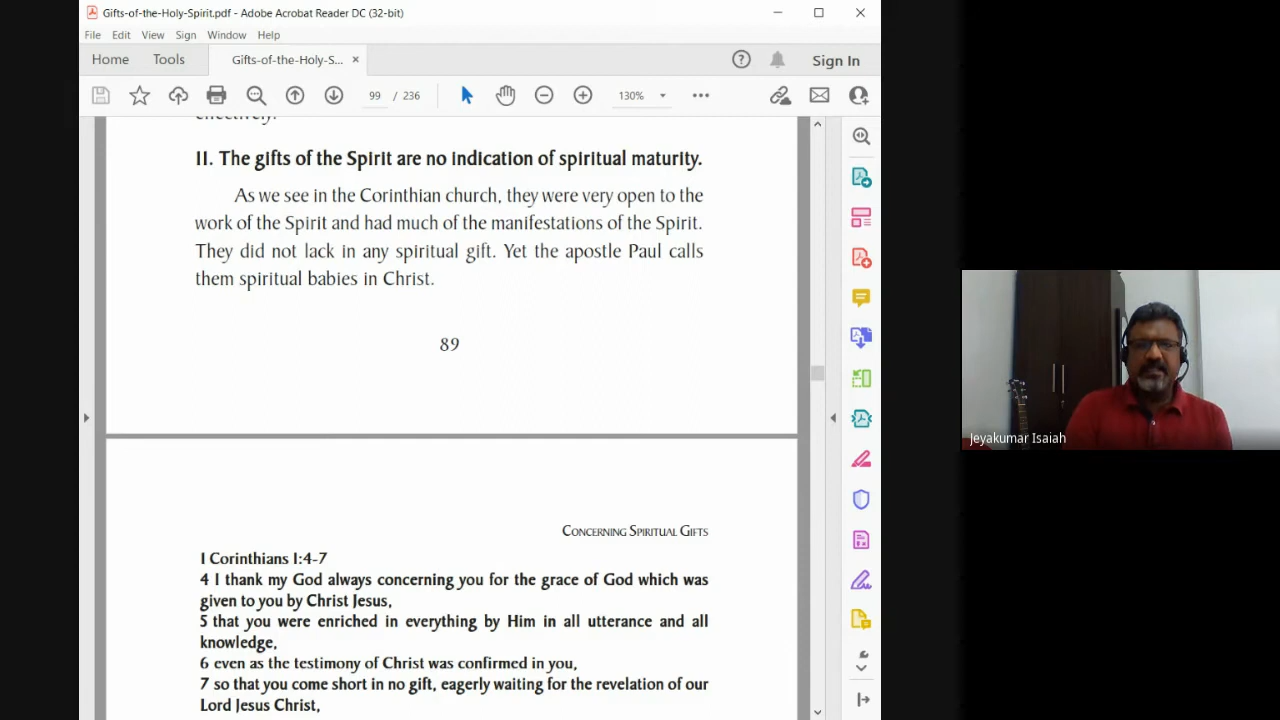 Gifts-of-the-Holy-Spirit.pdf - Adobe Acrobat Reader DC (32-bit)
File Edit View Sign Window Help
Home Tools Gifts-of-the-Holy-S... × Sign In
99 / 236 130%
effectively.
II. The gifts of the Spirit are no indication of spiritual maturity.
As we see in the Corinthian church, they were very open to the
work of the Spirit and had much of the manifestations of the Spirit.
They did not lack in any spiritual gift. Yet the apostle Paul calls
them spiritual babies in Christ.
89
CONCERNING SPIRITUAL GIFTS
1 Corinthians 1:4-7
4 I thank my God always concerning you for the grace of God which was
given to you by Christ Jesus,
5 that you were enriched in everything by Him in all utterance and all
knowledge,
6 even as the testimony of Christ was confirmed in you,
7 so that you come short in no gift, eagerly waiting for the revelation of our
Lord Jesus Christ,
Jeyakumar Isaiah